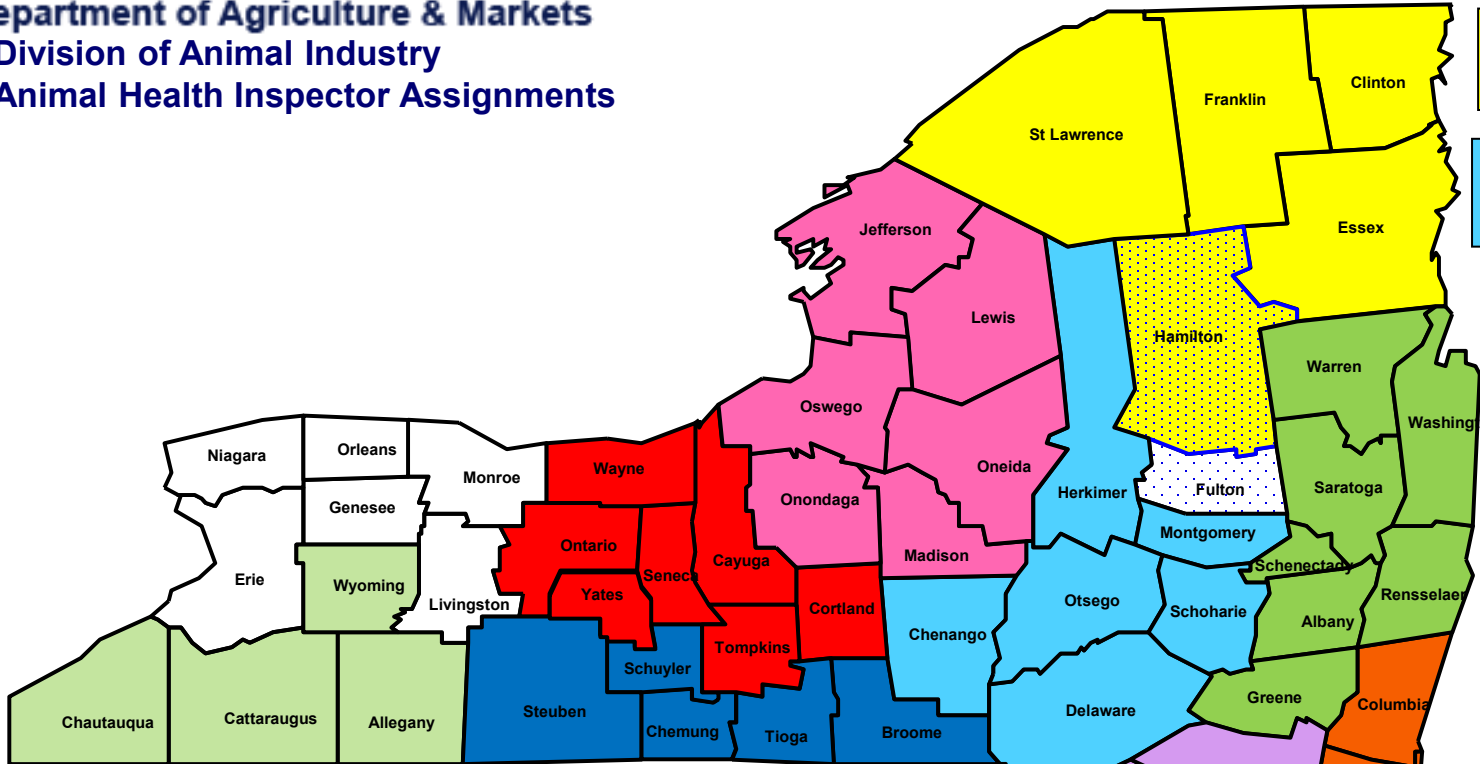 epartment of Agriculture & Markets
Division of Animal Industry
Animal Health Inspector Assignments
Clinton
Franklin
St Lawrence
Essex
Jefferson
Lewis
Hamilton
Warren
Oswego
Washingt
Niagara
Orleans
Monroe
Wayne
Oneida
Onondaga
Herkimer
Fulton
Saratoga
Genesee
Montgomery
Ontario
Madison
Cayuga
Seneca
Schenectady
Erie
Wyoming
Yates
Livingston
Cortland
Otsego
Schoharie
Rensselaer
Albany
Chenango
Tompkins
Schuyler
Greene
Columbia
Chautauqua
Cattaraugus
Allegany
Steuben
Chemung
Tioga
Broome
Delaware